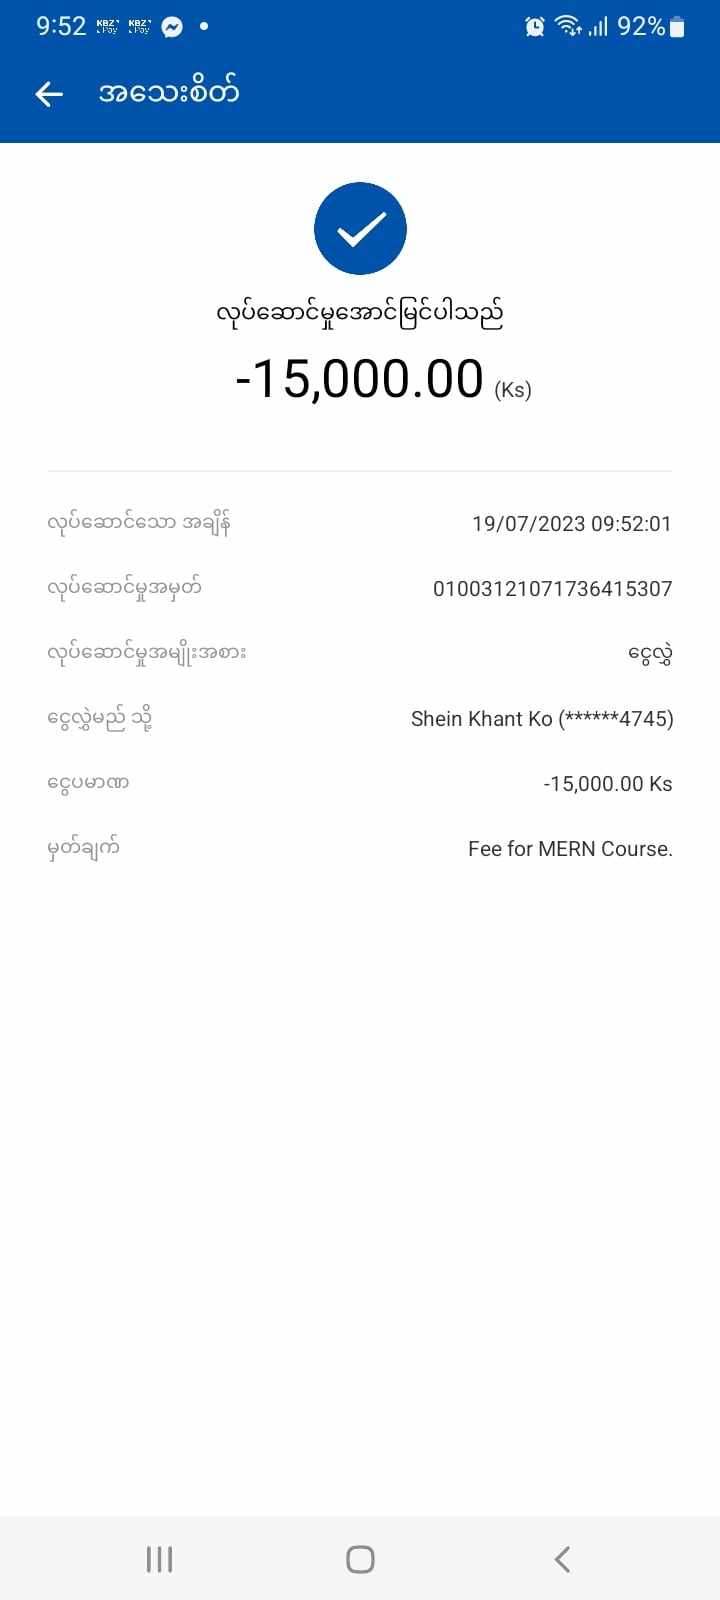 9:52 KBZ Pay KBZ Pay 92%
အသေးစိတ်
လုပ်ဆောင်မှုအောင်မြင်ပါသည်
-15,000.00 (Ks)
လုပ်ဆောင်သော အချိန် 19/07/2023 09:52:01
လုပ်ဆောင်မှုအမှတ် 01003121071736415307
လုပ်ဆောင်မှုအမျိုးအစား ငွေလွှဲ
ငွေလွှဲမည် သို့ Shein Khant Ko (******4745)
ငွေပမာဏ -15,000.00 Ks
မှတ်ချက် Fee for MERN Course.